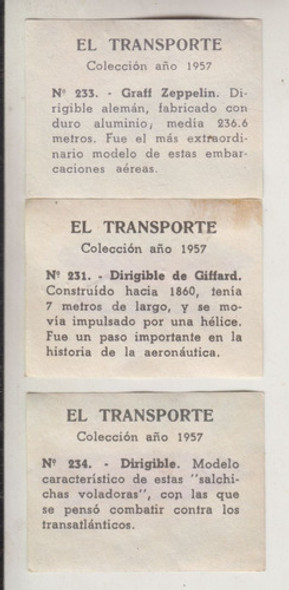 EL TRANSPORTE
Colección año 1957
Nº 233. - Graff Zeppelin. Di-
rigible alemán, fabricado con
duro aluminio, media 236.6
metros. Fue el más extraordi-
nario modelo de estas embar-
caciones aéreas.
EL TRANSPORTE
Colección año 1957
Nº 231. - Dirigible de Giffard.
Construído hacia 1860, tenía
7 metros de largo, y se mo-
vía impulsado por una hélice.
Fue un paso importante en la
historia de la aeronáutica.
EL TRANSPORTE
Colección año 1957
Nº 234. - Dirigible. Modelo
característico de estas "salchi-
chas voladoras", con las que
se pensó combatir contra los
transatlánticos.